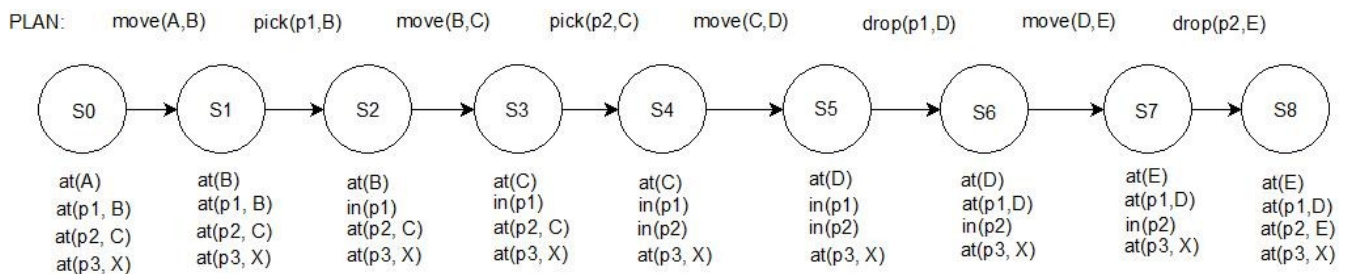 PLAN: move(A,B) pick(p1,B) move(B,C) pick(p2,C) move(C,D) drop(p1,D) move(D,E) drop(p2,E)
S0 S1 S2 S3 S4 S5 S6 S7 S8
at(A) at(B) at(B) at(C) at(C) at(D) at(D) at(E) at(E)
at(p1, B) at(p1, B) in(p1) in(p1) in(p1) in(p1) at(p1,D) at(p1,D) at(p1,D)
at(p2, C) at(p2, C) at(p2, C) at(p2, C) in(p2) in(p2) in(p2) in(p2) at(p2, E)
at(p3, X) at(p3, X) at(p3, X) at(p3, X) at(p3, X) at(p3, X) at(p3, X) at(p3, X) at(p3, X)